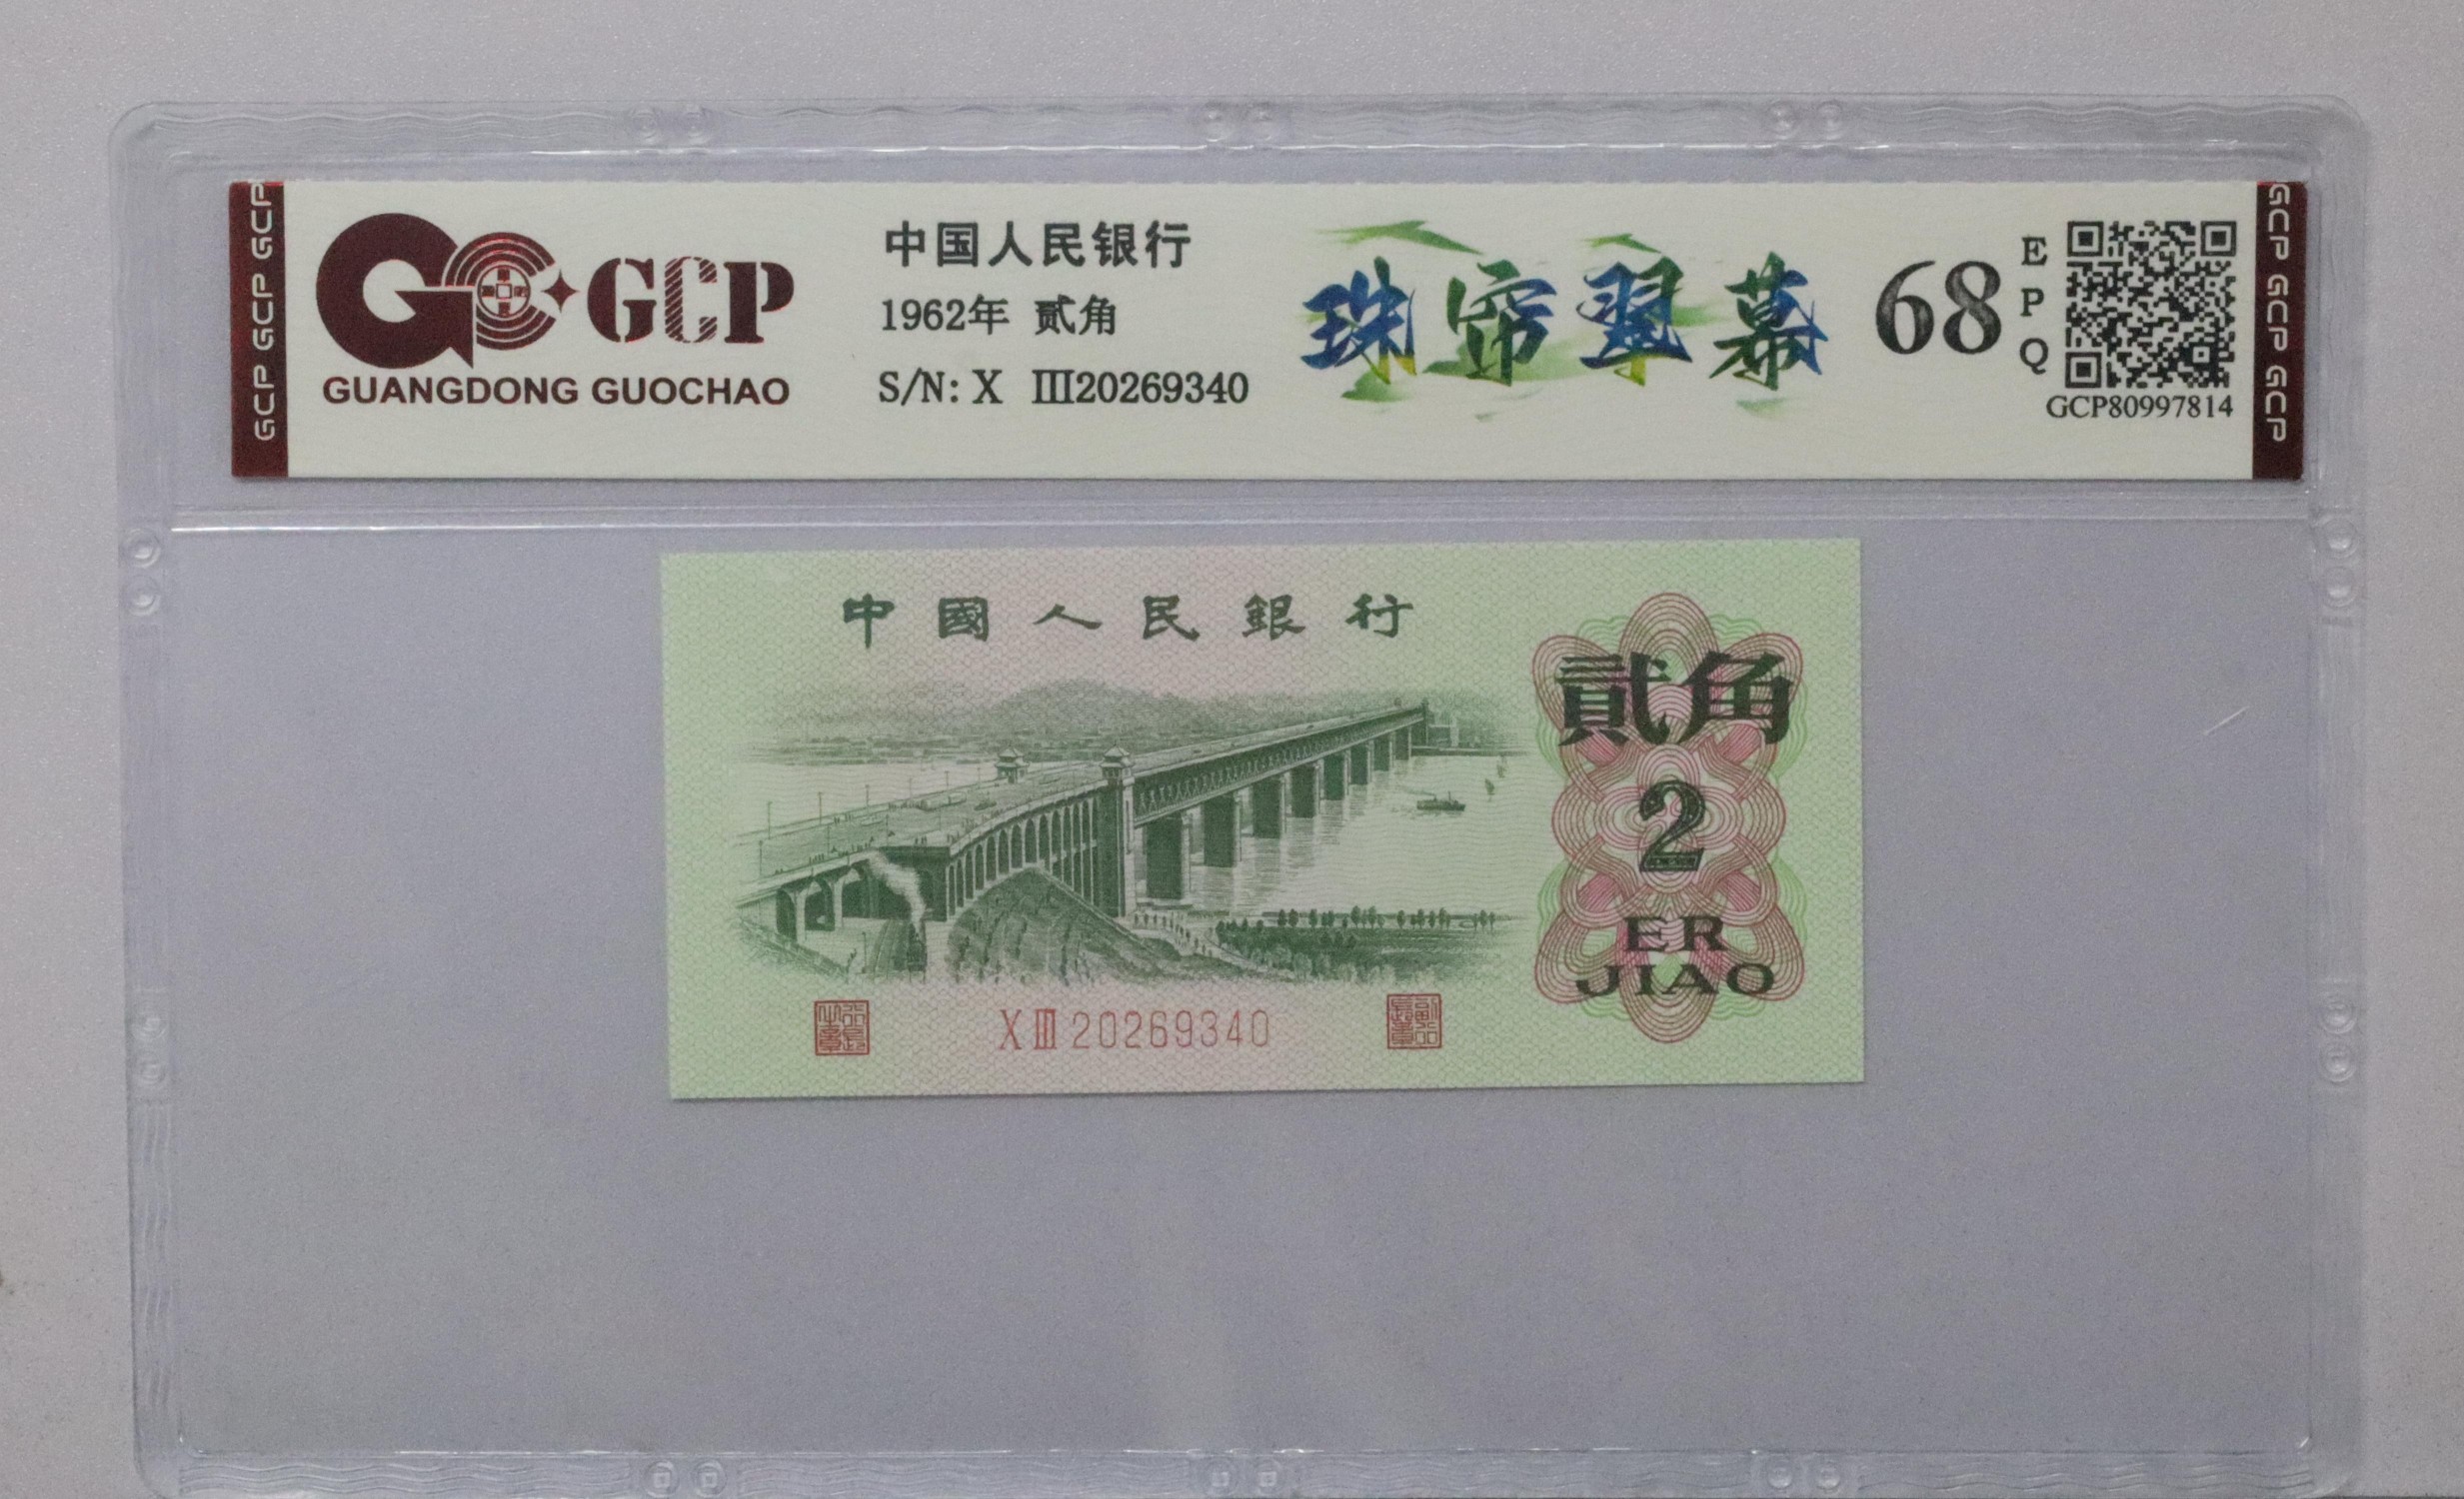 GCP GCP GCP
GCP
GUANGDONG GUOCHAO
中国人民银行
1962年 贰角
S/N: X Ⅲ20269340
珠帘翠幕
68
E
P
Q
GCP80997814
GCP GCP GCP
中國人民銀行
貳角
2
ER
JIAO
X Ⅲ 20269340